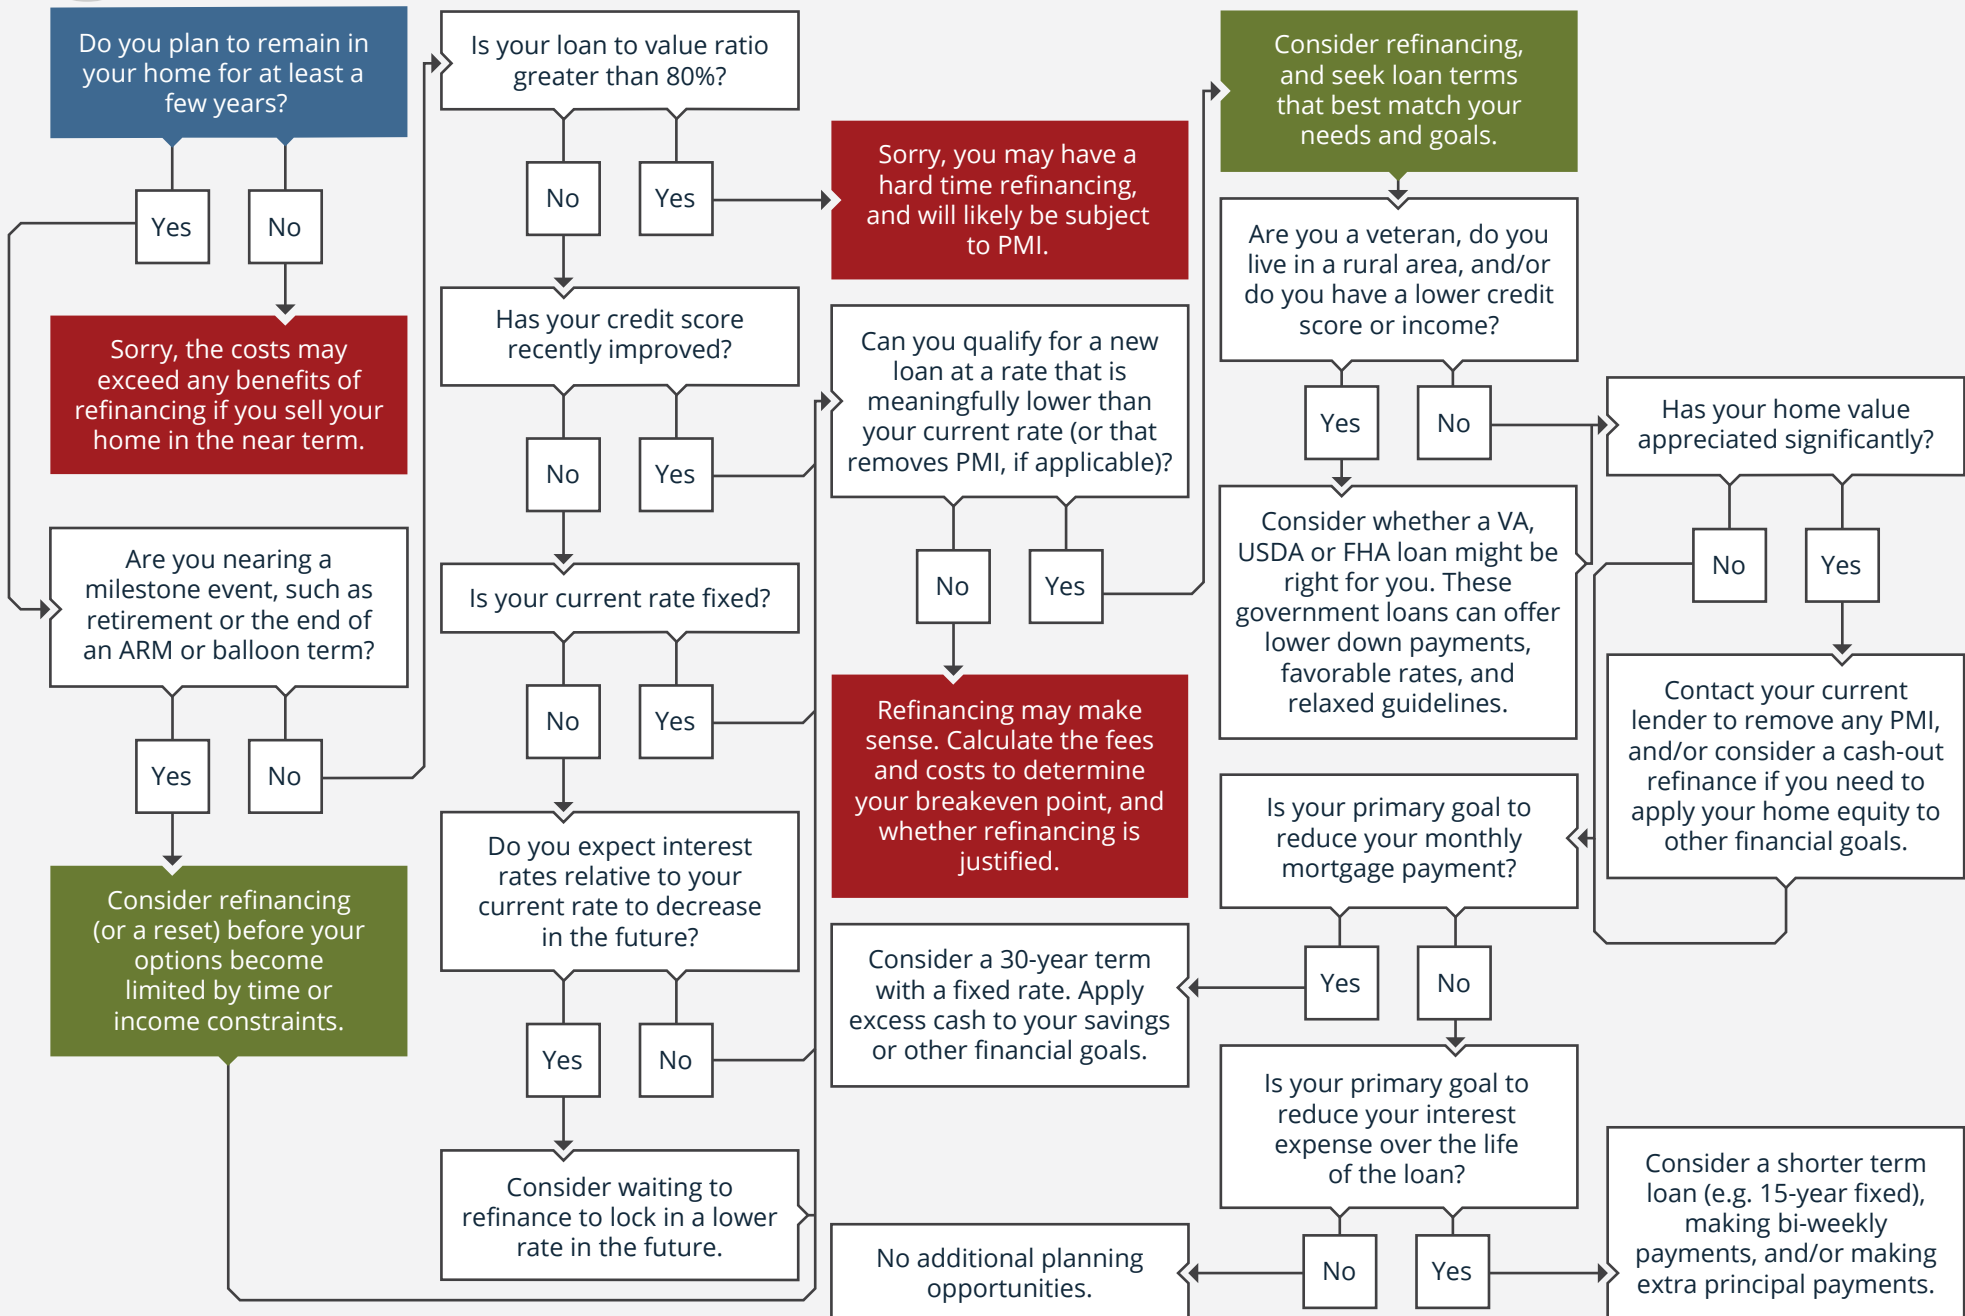 Do you plan to remain in
your home for at least a
few years?
Yes
No
Sorry, the costs may
exceed any benefits of
refinancing if you sell your
home in the near term.
Are you nearing a
milestone event, such as
retirement or the end of
an ARM or balloon term?
Yes
No
Consider refinancing
(or a reset) before your
options become
limited by time or
income constraints.
Is your loan to value ratio
greater than 80%?
No
Yes
Has your credit score
recently improved?
No
Yes
Is your current rate fixed?
No
Yes
Do you expect interest
rates relative to your
current rate to decrease
in the future?
Yes
No
Consider waiting to
refinance to lock in a lower
rate in the future.
Sorry, you may have a
hard time refinancing,
and will likely be subject
to PMI.
Can you qualify for a new
loan at a rate that is
meaningfully lower than
your current rate (or that
removes PMI, if applicable)?
No
Yes
Refinancing may make
sense. Calculate the fees
and costs to determine
your breakeven point, and
whether refinancing is
justified.
Consider a 30-year term
with a fixed rate. Apply
excess cash to your savings
or other financial goals.
No additional planning
opportunities.
Consider refinancing,
and seek loan terms
that best match your
needs and goals.
Are you a veteran, do you
live in a rural area, and/or
do you have a lower credit
score or income?
Yes
No
Consider whether a VA,
USDA or FHA loan might be
right for you. These
government loans can offer
lower down payments,
favorable rates, and
relaxed guidelines.
Is your primary goal to
reduce your monthly
mortgage payment?
Yes
No
Is your primary goal to
reduce your interest
expense over the life
of the loan?
No
Yes
Has your home value
appreciated significantly?
No
Yes
Contact your current
lender to remove any PMI,
and/or consider a cash-out
refinance if you need to
apply your home equity to
other financial goals.
Consider a shorter term
loan (e.g. 15-year fixed),
making bi-weekly
payments, and/or making
extra principal payments.